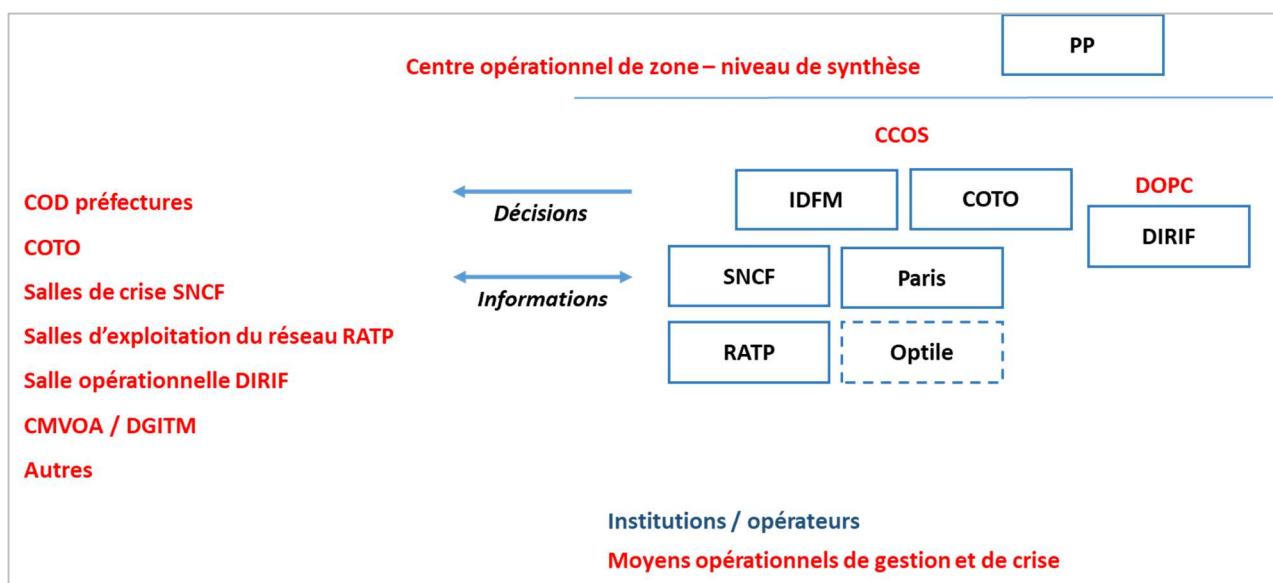 PP
Centre opérationnel de zone – niveau de synthèse
CCOS
COD préfectures
COTO
Salles de crise SNCF
Salles d'exploitation du réseau RATP
Salle opérationnelle DIRIF
CMVOA / DGITM
Autres
Décisions
Informations
IDFM
COTO
DOPC
DIRIF
SNCF
Paris
RATP
Optile
Institutions / opérateurs
Moyens opérationnels de gestion et de crise